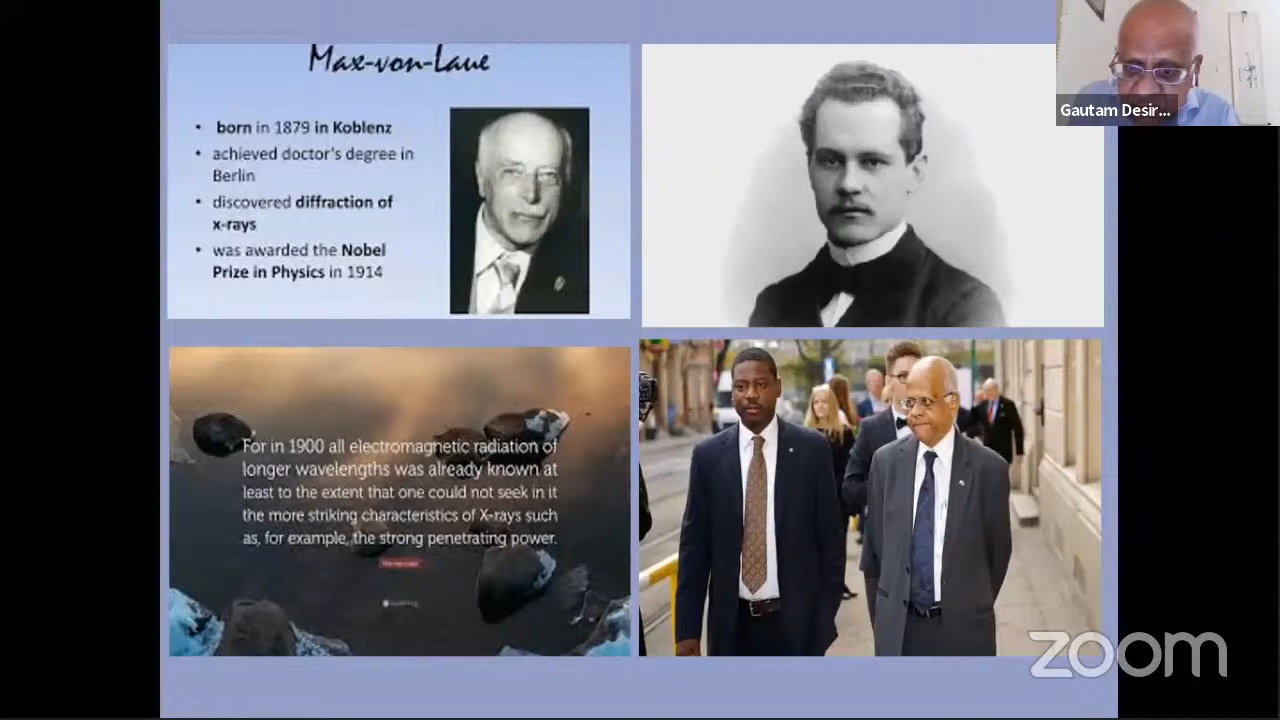 Max-von-Laue
• born in 1879 in Koblenz
• achieved doctor's degree in
Berlin
• discovered diffraction of
x-rays
• was awarded the Nobel
Prize in Physics in 1914
Gautam Desir...
For in 1900 all electromagnetic radiation of
longer wavelengths was already known at
least to the extent that one could not seek in it
the more striking characteristics of X-rays such
as, for example, the strong penetrating power.
zoom